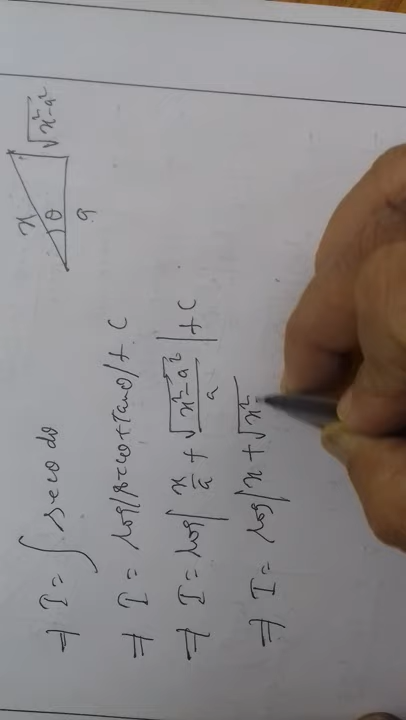 ⇒ I = ∫ secθ dθ
⇒ I = log|secθ+tanθ|+ C
⇒ I = log| x/a + √(x²-a²)/a | + C
⇒ I = log| x + √x²
x
θ
a
√x²-a²